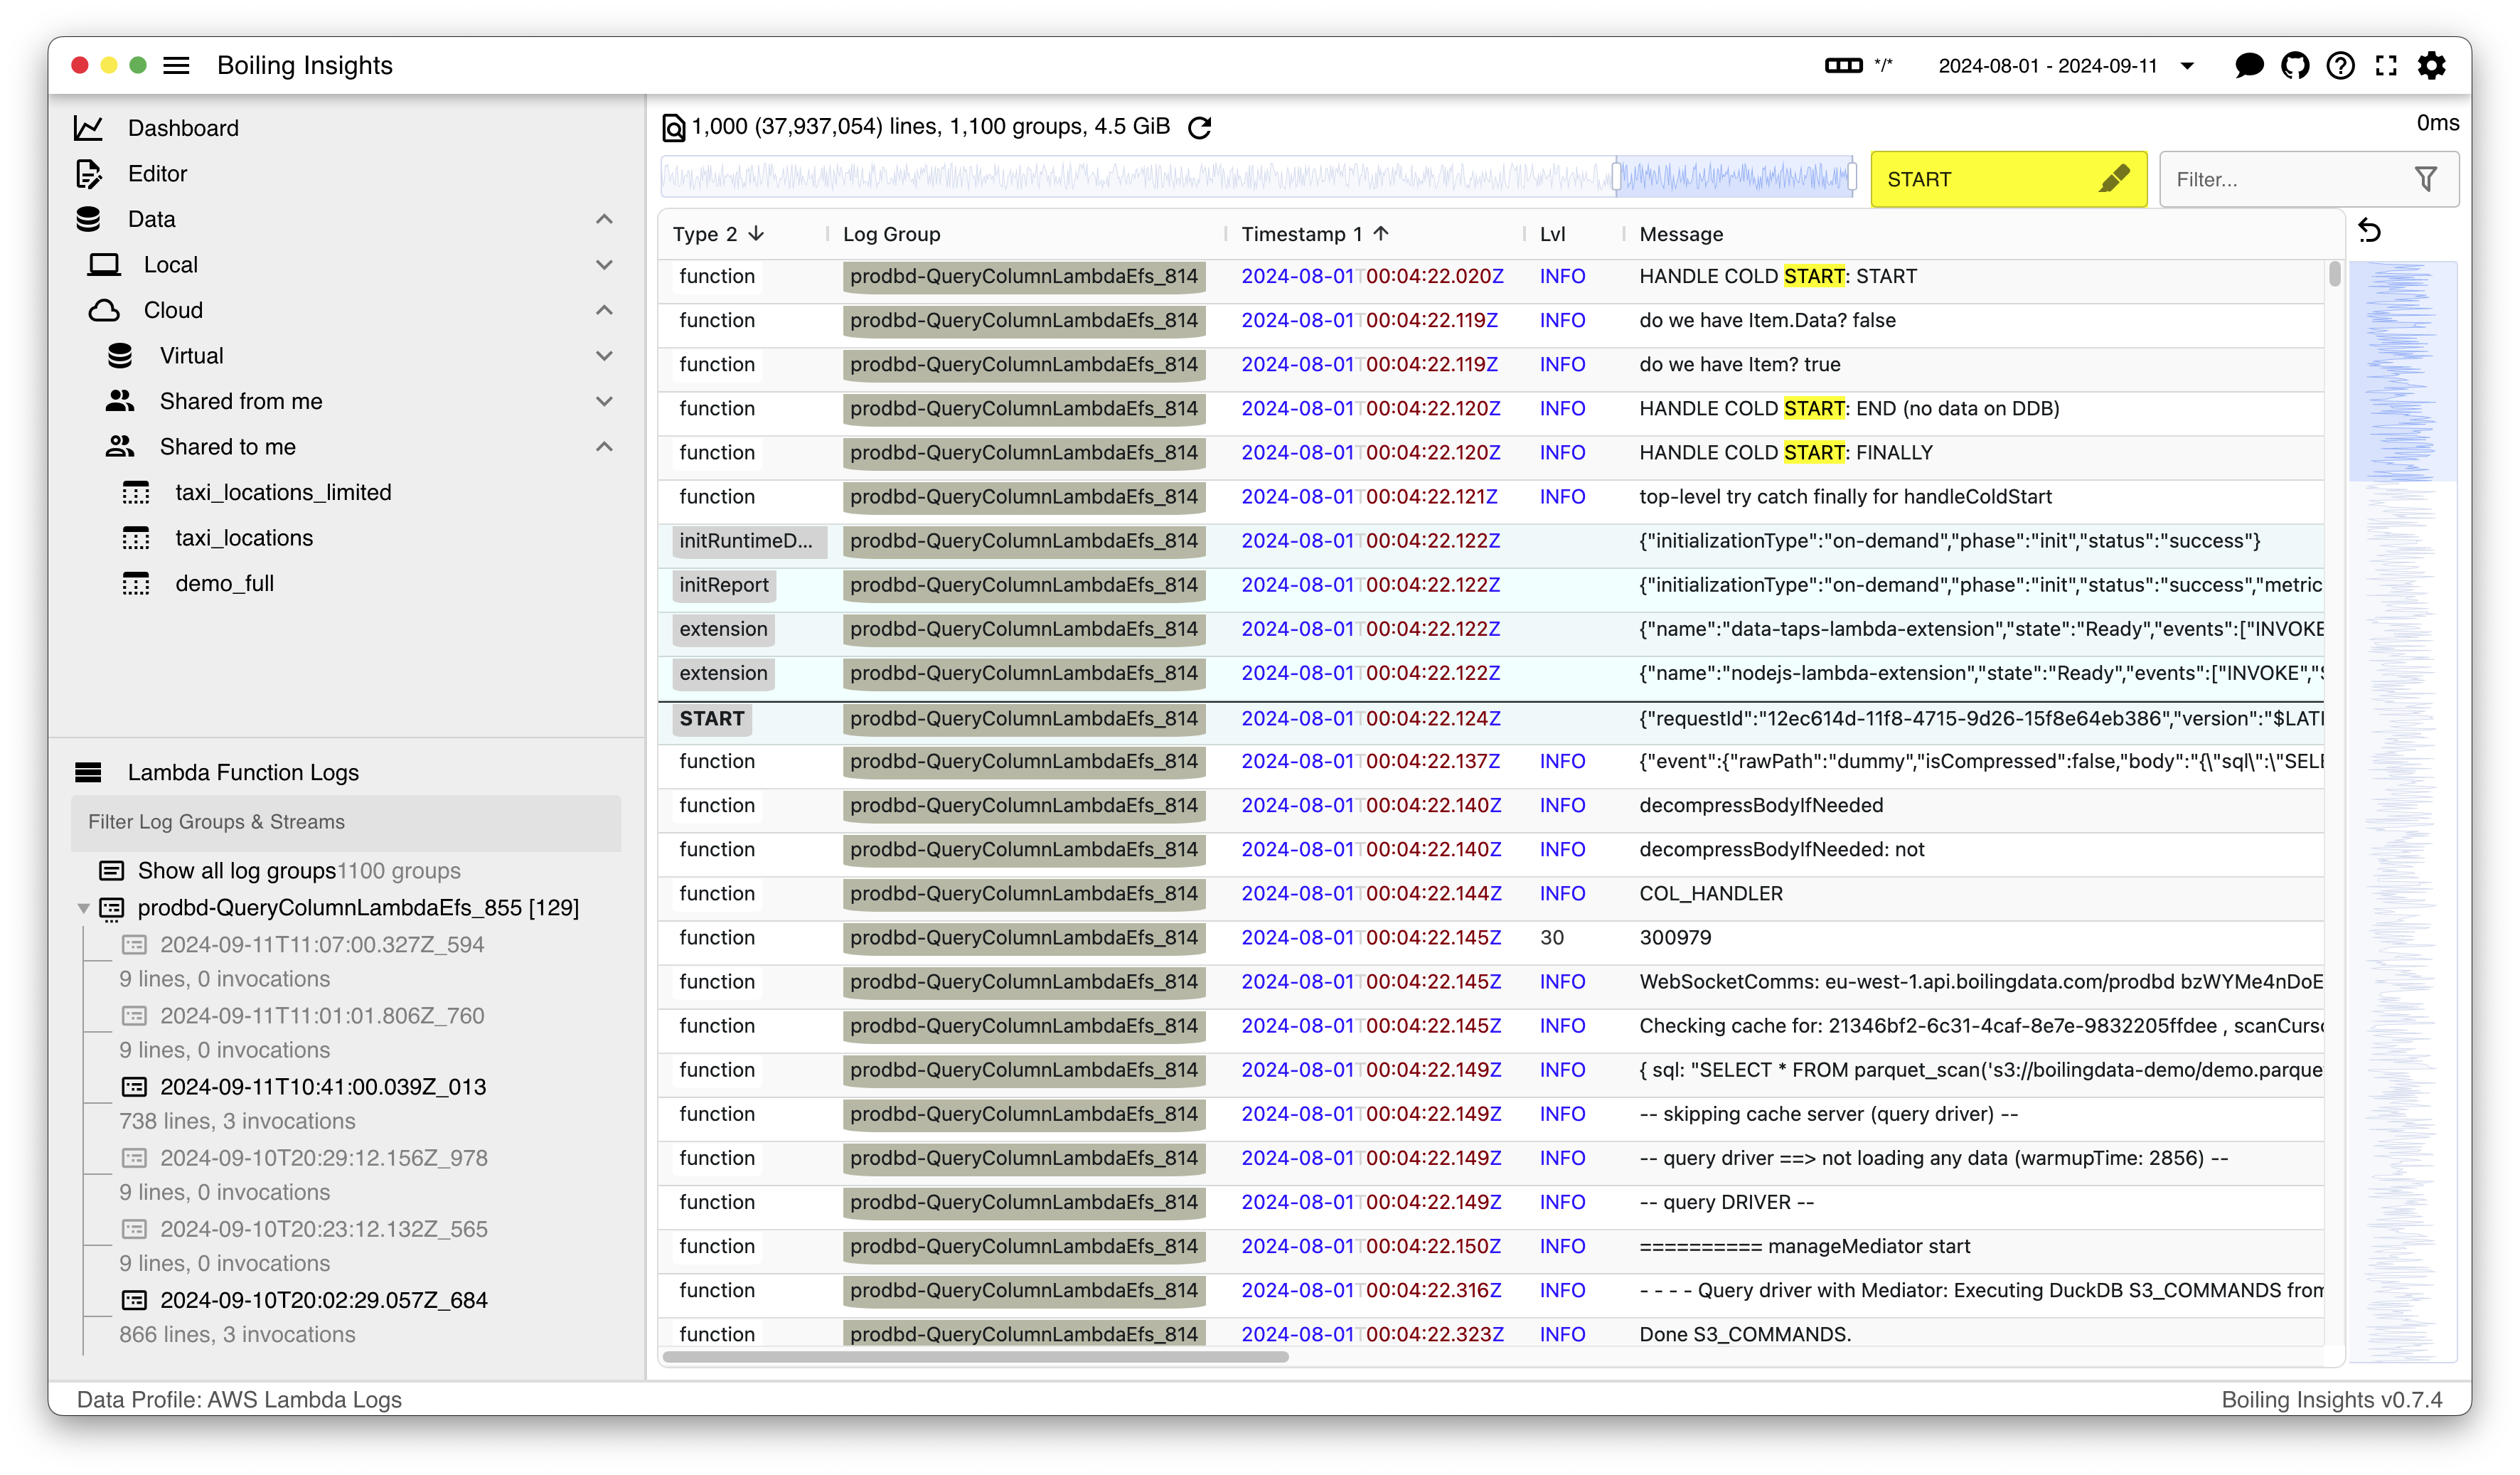 Boiling Insights
*/*
2024-08-01 - 2024-09-11
Dashboard
Editor
Data
Local
Cloud
Virtual
Shared from me
Shared to me
taxi_locations_limited
taxi_locations
demo_full
Lambda Function Logs
Filter Log Groups & Streams
Show all log groups1100 groups
prodbd-QueryColumnLambdaEfs_855 [129]
2024-09-11T11:07:00.327Z_594
9 lines, 0 invocations
2024-09-11T11:01:01.806Z_760
9 lines, 0 invocations
2024-09-11T10:41:00.039Z_013
738 lines, 3 invocations
2024-09-10T20:29:12.156Z_978
9 lines, 0 invocations
2024-09-10T20:23:12.132Z_565
9 lines, 0 invocations
2024-09-10T20:02:29.057Z_684
866 lines, 3 invocations
1,000 (37,937,054) lines, 1,100 groups, 4.5 GiB
0ms
START
Filter...
Type 2 Log Group Timestamp 1 Lvl Message
function prodbd-QueryColumnLambdaEfs_814 2024-08-01T00:04:22.020Z INFO HANDLE COLD START: START
function prodbd-QueryColumnLambdaEfs_814 2024-08-01T00:04:22.119Z INFO do we have Item.Data? false
function prodbd-QueryColumnLambdaEfs_814 2024-08-01T00:04:22.119Z INFO do we have Item? true
function prodbd-QueryColumnLambdaEfs_814 2024-08-01T00:04:22.120Z INFO HANDLE COLD START: END (no data on DDB)
function prodbd-QueryColumnLambdaEfs_814 2024-08-01T00:04:22.120Z INFO HANDLE COLD START: FINALLY
function prodbd-QueryColumnLambdaEfs_814 2024-08-01T00:04:22.121Z INFO top-level try catch finally for handleColdStart
initRuntimeD... prodbd-QueryColumnLambdaEfs_814 2024-08-01T00:04:22.122Z {"initializationType":"on-demand","phase":"init","status":"success"}
initReport prodbd-QueryColumnLambdaEfs_814 2024-08-01T00:04:22.122Z {"initializationType":"on-demand","phase":"init","status":"success","metric
extension prodbd-QueryColumnLambdaEfs_814 2024-08-01T00:04:22.122Z {"name":"data-taps-lambda-extension","state":"Ready","events":["INVOKE
extension prodbd-QueryColumnLambdaEfs_814 2024-08-01T00:04:22.122Z {"name":"nodejs-lambda-extension","state":"Ready","events":["INVOKE","S
START prodbd-QueryColumnLambdaEfs_814 2024-08-01T00:04:22.124Z {"requestId":"12ec614d-11f8-4715-9d26-15f8e64eb386","version":"$LATI
function prodbd-QueryColumnLambdaEfs_814 2024-08-01T00:04:22.137Z INFO {"event":{"rawPath":"dummy","isCompressed":false,"body":"{\"sql\":\"SELE
function prodbd-QueryColumnLambdaEfs_814 2024-08-01T00:04:22.140Z INFO decompressBodyIfNeeded
function prodbd-QueryColumnLambdaEfs_814 2024-08-01T00:04:22.140Z INFO decompressBodyIfNeeded: not
function prodbd-QueryColumnLambdaEfs_814 2024-08-01T00:04:22.144Z INFO COL_HANDLER
function prodbd-QueryColumnLambdaEfs_814 2024-08-01T00:04:22.145Z 30 300979
function prodbd-QueryColumnLambdaEfs_814 2024-08-01T00:04:22.145Z INFO WebSocketComms: eu-west-1.api.boilingdata.com/prodbd bzWYMe4nDoE
function prodbd-QueryColumnLambdaEfs_814 2024-08-01T00:04:22.145Z INFO Checking cache for: 21346bf2-6c31-4caf-8e7e-9832205ffdee , scanCurso
function prodbd-QueryColumnLambdaEfs_814 2024-08-01T00:04:22.149Z INFO { sql: "SELECT * FROM parquet_scan('s3://boilingdata-demo/demo.parque
function prodbd-QueryColumnLambdaEfs_814 2024-08-01T00:04:22.149Z INFO -- skipping cache server (query driver) --
function prodbd-QueryColumnLambdaEfs_814 2024-08-01T00:04:22.149Z INFO -- query driver ==> not loading any data (warmupTime: 2856) --
function prodbd-QueryColumnLambdaEfs_814 2024-08-01T00:04:22.149Z INFO -- query DRIVER --
function prodbd-QueryColumnLambdaEfs_814 2024-08-01T00:04:22.150Z INFO ========== manageMediator start
function prodbd-QueryColumnLambdaEfs_814 2024-08-01T00:04:22.316Z INFO - - - - Query driver with Mediator: Executing DuckDB S3_COMMANDS from
function prodbd-QueryColumnLambdaEfs_814 2024-08-01T00:04:22.323Z INFO Done S3_COMMANDS.
Data Profile: AWS Lambda Logs
Boiling Insights v0.7.4